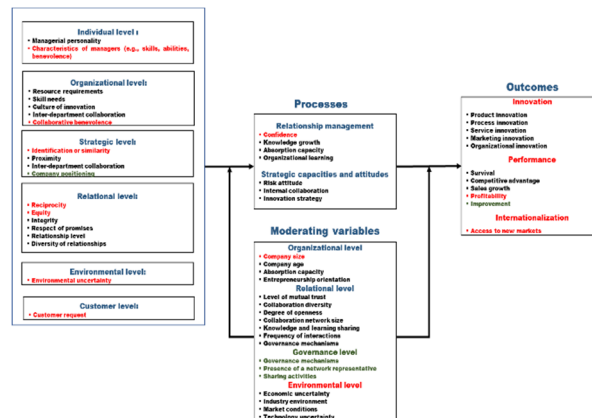 Individual level:
Managerial personality
Characteristics of managers (e.g., skills, abilities,
benevolence)
Organizational level:
Resource requirements
Skill needs
Culture of innovation
Inter-department collaboration
Collaborative benevolence
Strategic level:
Identification or similarity
Proximity
Inter-department collaboration
Company positioning
Relational level:
Reciprocity
Equity
Integrity
Respect of promises
Relationship level
Diversity of relationships
Environmental level:
Environmental uncertainty
Customer level:
Customer request
Processes
Relationship management
Confidence
Knowledge growth
Absorption capacity
Organizational learning
Strategic capacities and attitudes
Risk attitude
Internal collaboration
Innovation strategy
Moderating variables
Organizational level
Company size
Company age
Absorption capacity
Entrepreneurship orientation
Relational level
Level of mutual trust
Collaboration diversity
Degree of openness
Collaboration network size
Knowledge and learning sharing
Frequency of interactions
Governance mechanisms
Governance level
Governance mechanisms
Presence of a network representative
Sharing activities
Environmental level
Economic uncertainty
Industry environment
Market conditions
Technology uncertainty
Outcomes
Innovation
Product innovation
Process innovation
Service innovation
Marketing innovation
Organizational innovation
Performance
Survival
Competitive advantage
Sales growth
Profitability
Improvement
Internationalization
Access to new markets